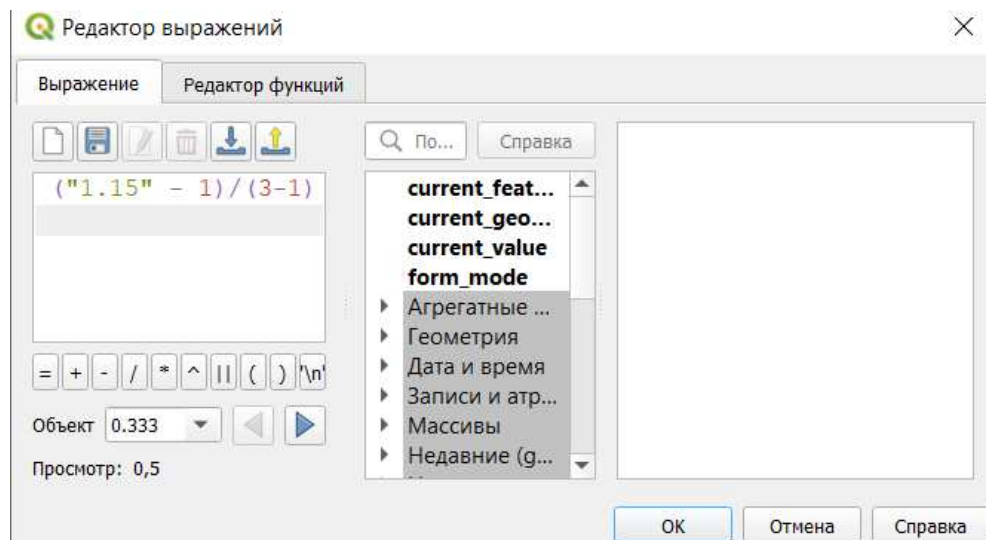 Редактор выражений
Выражение
Редактор функций
("1.15" - 1)/(3-1)
= + - / * ^ || ( ) '\n'
Объект 0.333
Просмотр: 0,5
По...
Справка
current_feat...
current_geo...
current_value
form_mode
Агрегатные ...
Геометрия
Дата и время
Записи и атр...
Массивы
Недавние (g...
ОК
Отмена
Справка